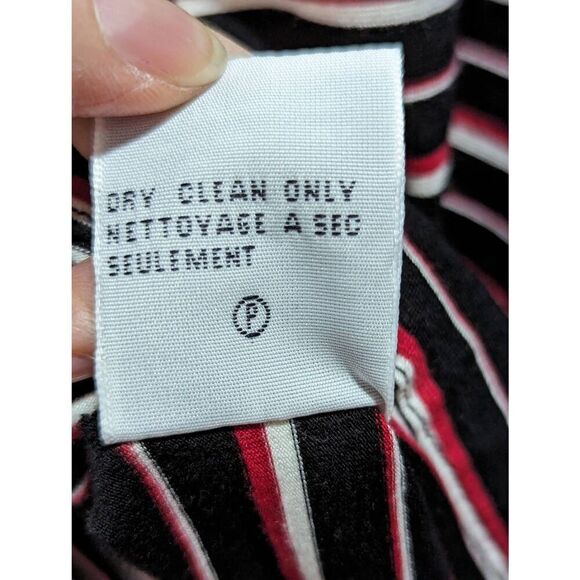 DRY CLEAN ONLY
NETTOYAGE A SEC
SEULEMENT
P